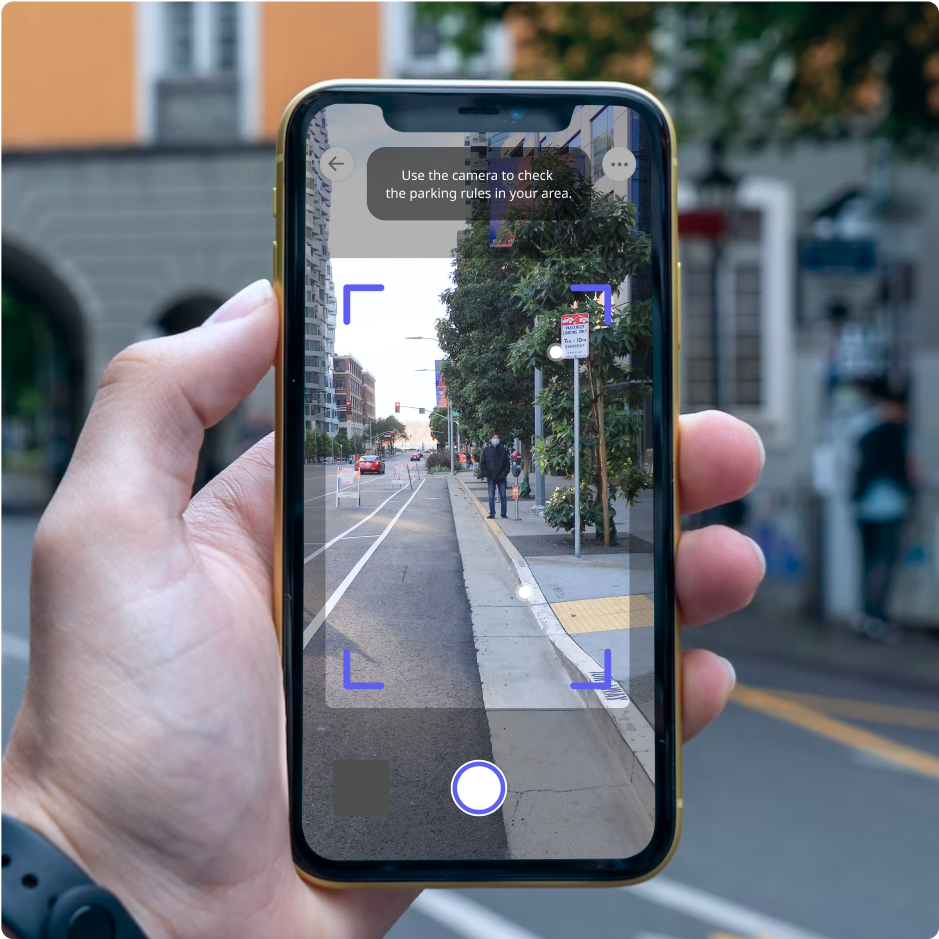 Use the camera to check
the parking rules in your area.
PASSENGER
LOADING ONLY
7AM - 10PM
EVERYDAY